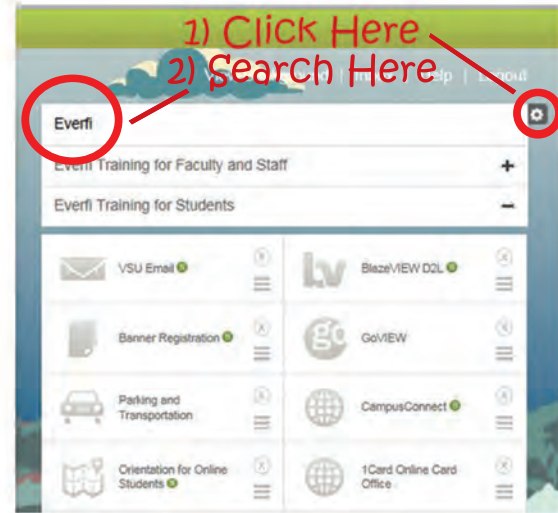 1) Click Here
2) Search Here
Help | Logout
Everfi
Everfi Training for Faculty and Staff +
Everfi Training for Students -
VSU Email
BlazeVIEW D2L
Banner Registration
GoVIEW
Parking and
Transportation
CampusConnect
Orientation for Online
Students
1Card Online Card
Office